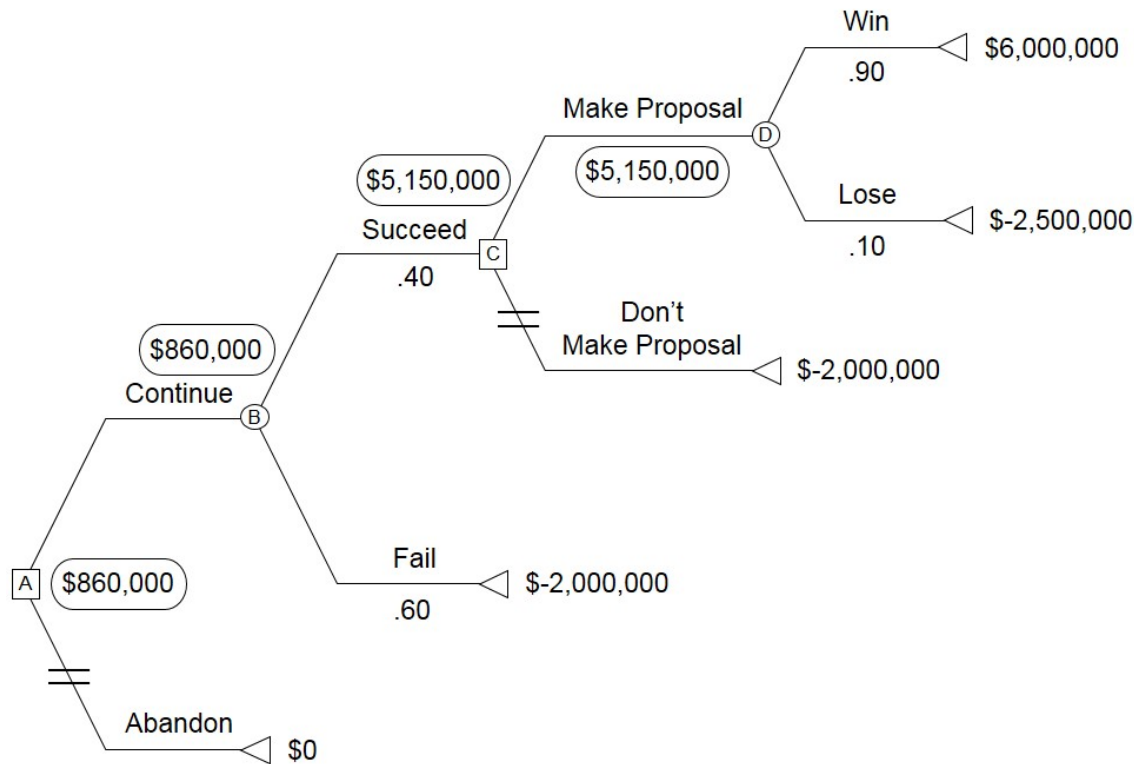 Win
$6,000,000
.90
Make Proposal
D
$5,150,000
$5,150,000
Lose
$-2,500,000
.10
Succeed
C
.40
Don’t
Make Proposal
$-2,000,000
$860,000
Continue
B
Fail
$-2,000,000
.60
A
$860,000
Abandon
$0